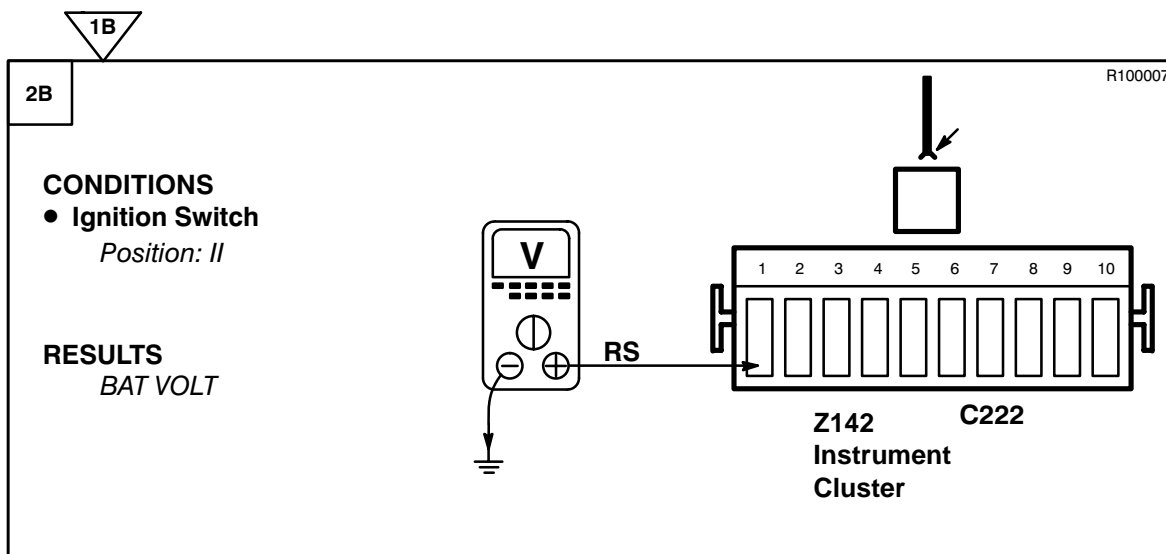 1B
2B
R100007
CONDITIONS
● Ignition Switch
Position: II
RESULTS
BAT VOLT
V
RS
1 2 3 4 5 6 7 8 9 10
Z142
Instrument
Cluster
C222